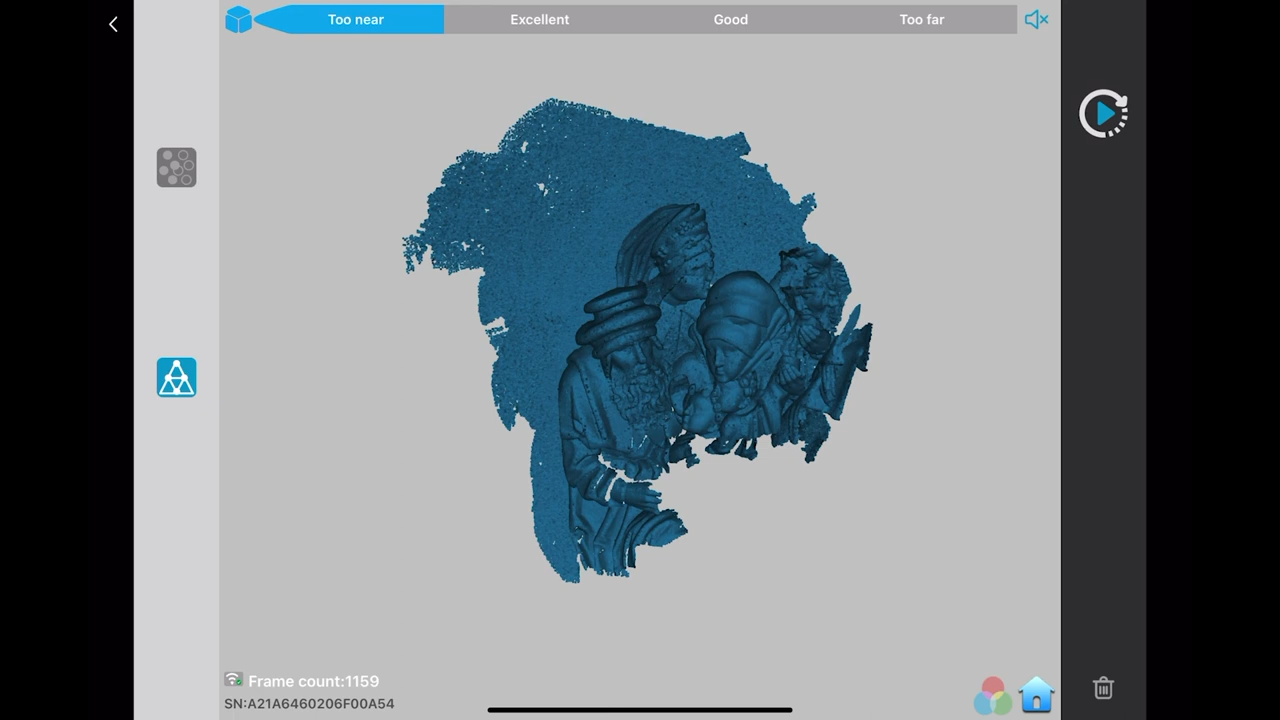 Too near
Excellent
Good
Too far
Frame count:1159
SN:A21A6460206F00A54